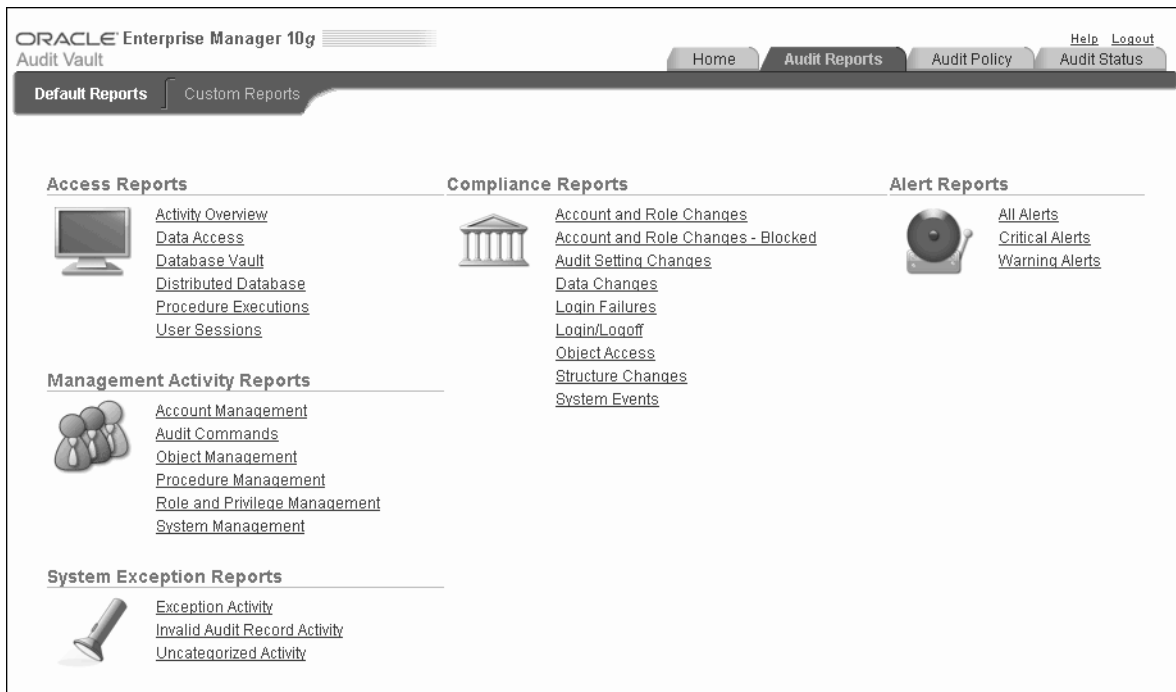 ORACLE Enterprise Manager 10g
Audit Vault
Help Logout
Home Audit Reports Audit Policy Audit Status
Default Reports Custom Reports
Access Reports
Activity Overview
Data Access
Database Vault
Distributed Database
Procedure Executions
User Sessions
Management Activity Reports
Account Management
Audit Commands
Object Management
Procedure Management
Role and Privilege Management
System Management
System Exception Reports
Exception Activity
Invalid Audit Record Activity
Uncategorized Activity
Compliance Reports
Account and Role Changes
Account and Role Changes - Blocked
Audit Setting Changes
Data Changes
Login Failures
Login/Logoff
Object Access
Structure Changes
System Events
Alert Reports
All Alerts
Critical Alerts
Warning Alerts